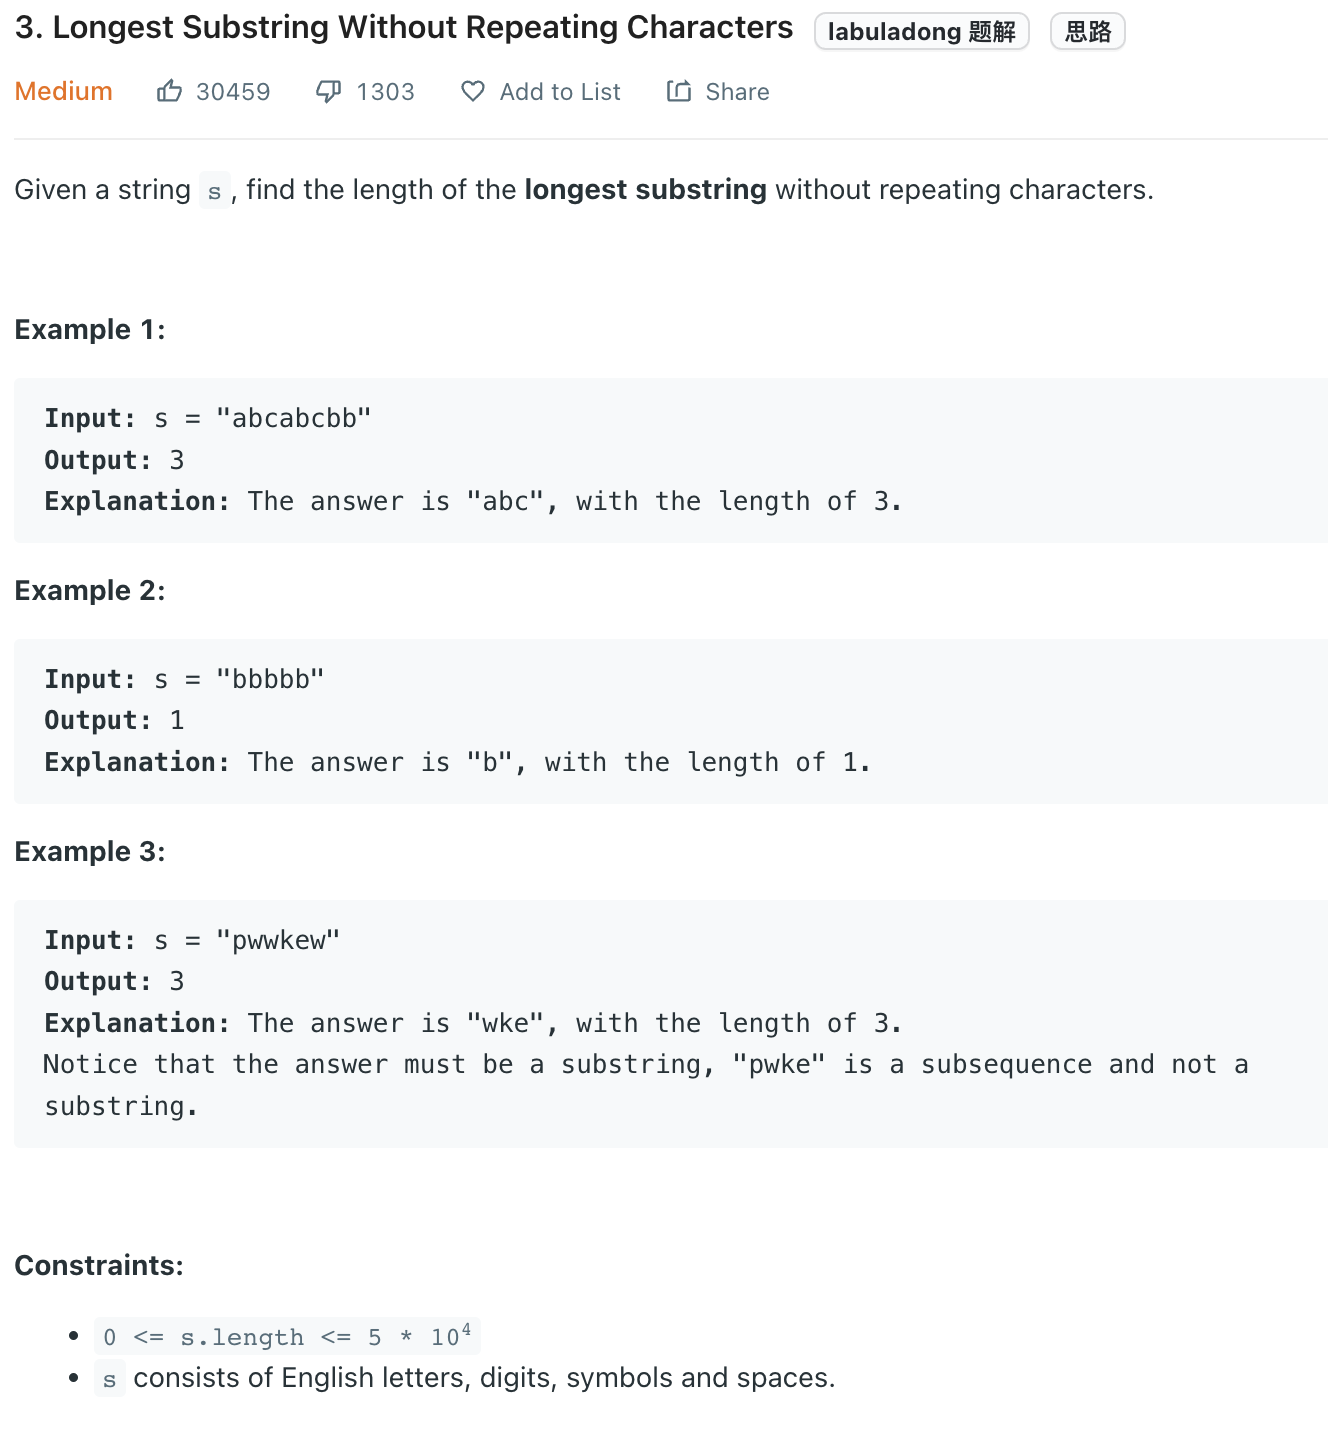 3. Longest Substring Without Repeating Characters labuladong 题解 思路
Medium 30459 1303 Add to List Share
Given a string s, find the length of the longest substring without repeating characters.
Example 1:
Input: s = "abcabcbb"
Output: 3
Explanation: The answer is "abc", with the length of 3.
Example 2:
Input: s = "bbbbb"
Output: 1
Explanation: The answer is "b", with the length of 1.
Example 3:
Input: s = "pwwkew"
Output: 3
Explanation: The answer is "wke", with the length of 3.
Notice that the answer must be a substring, "pwke" is a subsequence and not a
substring.
Constraints:
• 0 <= s.length <= 5 * 10⁴
• s consists of English letters, digits, symbols and spaces.